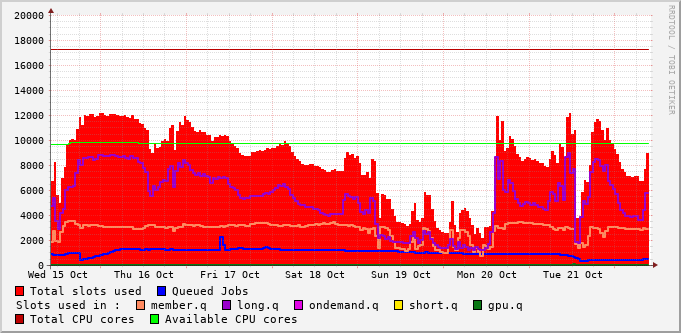 20000
18000
16000
14000
12000
10000
8000
6000
4000
2000
0
Wed 15 Oct Thu 16 Oct Fri 17 Oct Sat 18 Oct Sun 19 Oct Mon 20 Oct Tue 21 Oct
RRDTOOL / TOBI OETIKER
Total slots used Queued Jobs
Slots used in : member.q long.q ondemand.q short.q gpu.q
Total CPU cores Available CPU cores